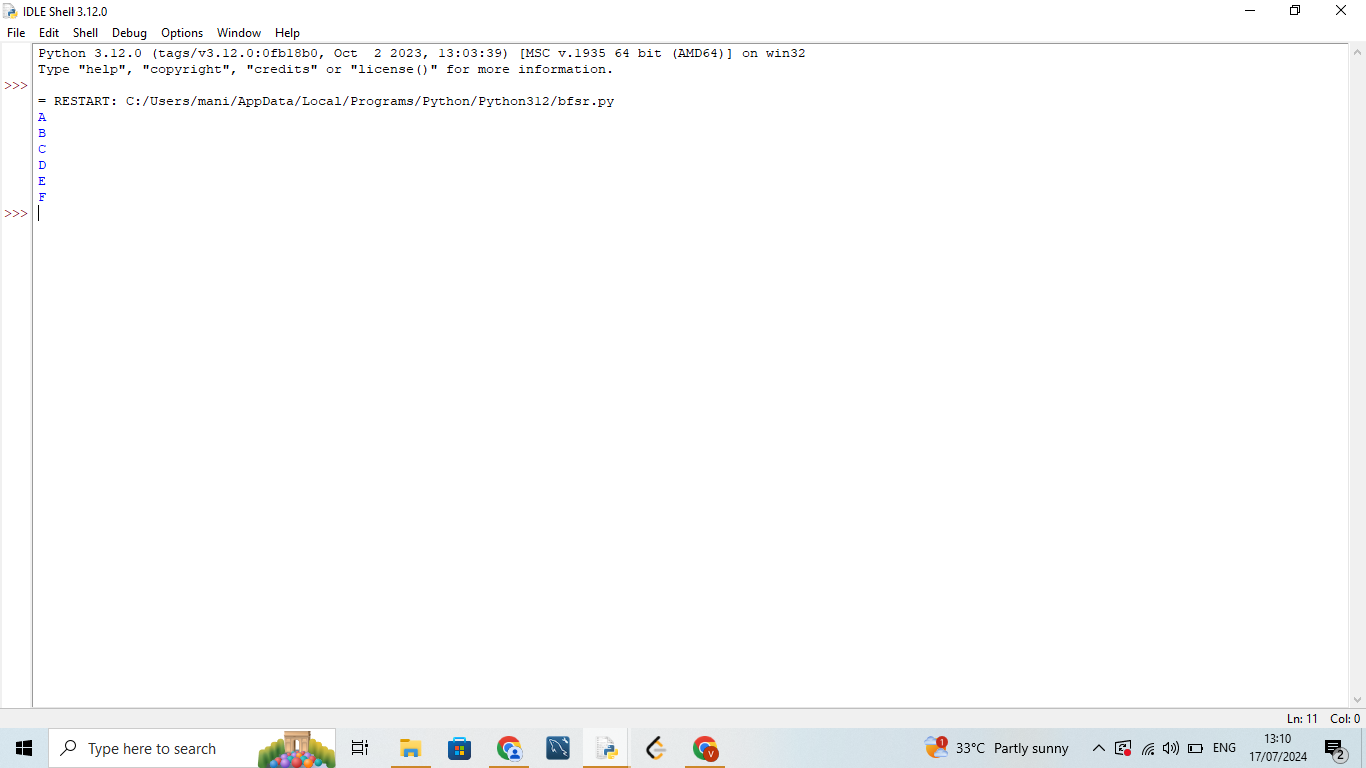 IDLE Shell 3.12.0
File Edit Shell Debug Options Window Help
Python 3.12.0 (tags/v3.12.0:0fb18b0, Oct  2 2023, 13:03:39) [MSC v.1935 64 bit (AMD64)] on win32
Type "help", "copyright", "credits" or "license()" for more information.
>>>
= RESTART: C:/Users/mani/AppData/Local/Programs/Python/Python312/bfsr.py
A
B
C
D
E
F
>>>
Ln: 11 Col: 0
Type here to search
V
1
33°C Partly sunny
ENG
13:10
17/07/2024
2